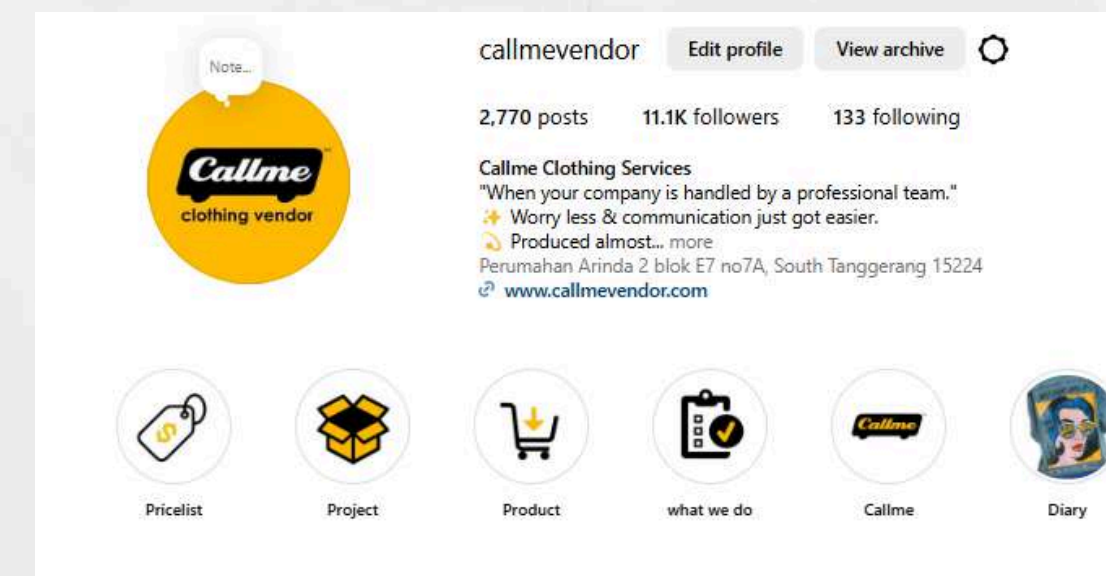 Note...
callmevendor Edit profile View archive
2,770 posts 11.1K followers 133 following
Callme™
clothing vendor
Callme Clothing Services
"When your company is handled by a professional team."
✨ Worry less & communication just got easier.
💫 Produced almost... more
Perumahan Arinda 2 blok E7 no7A, South Tanggerang 15224
www.callmevendor.com
$
Callme
Pricelist Project Product what we do Callme Diary